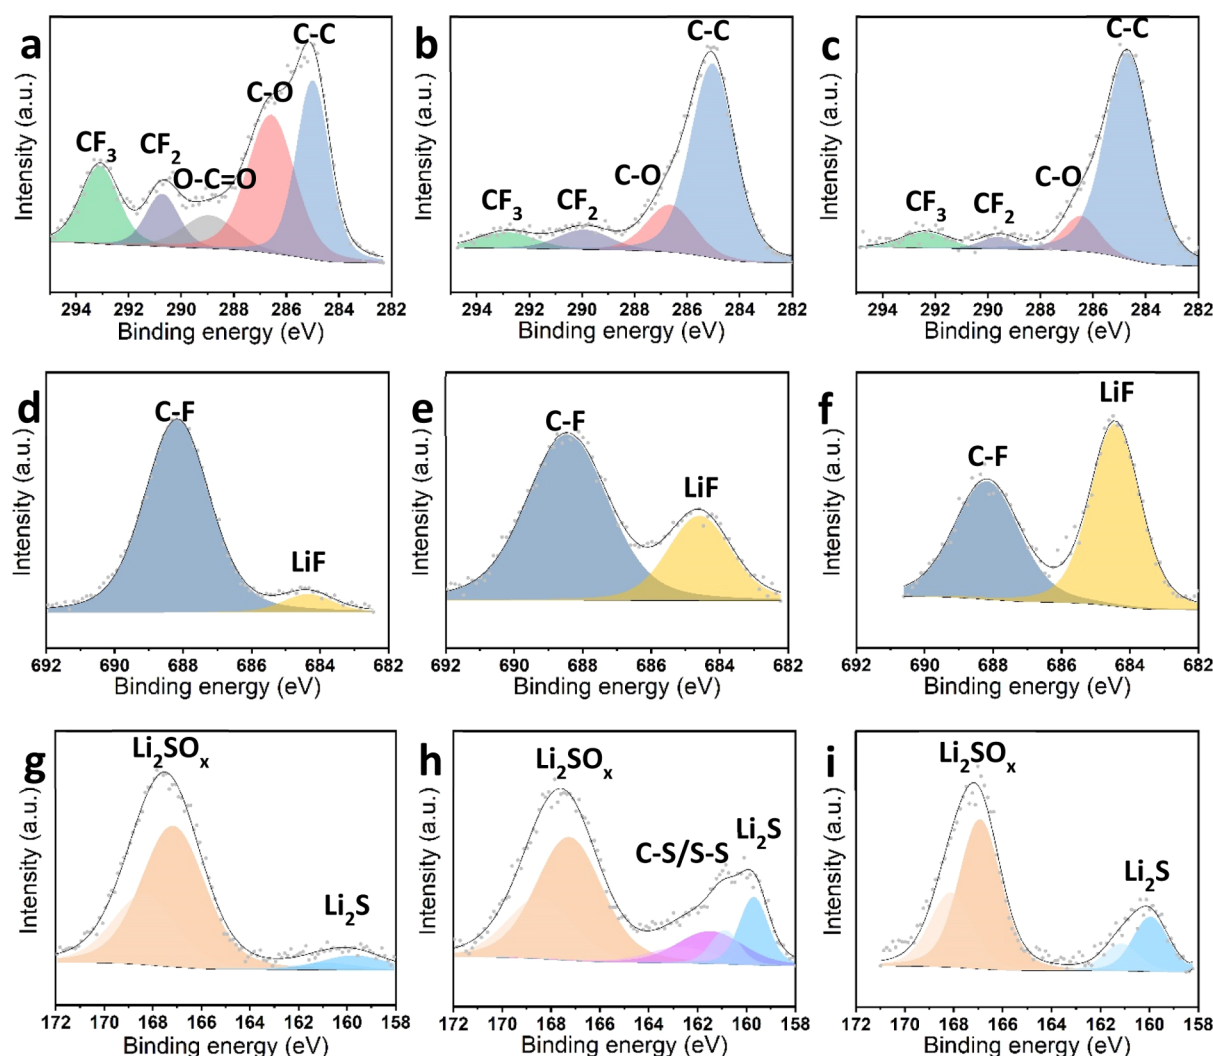 a
C-C
C-O
CF3
CF2
O-C=O
Intensity (a.u.)
294 292 290 288 286 284 282
Binding energy (eV)
b
C-C
C-O
CF3
CF2
Intensity (a.u.)
294 292 290 288 286 284 282
Binding energy (eV)
c
C-C
C-O
CF3
CF2
Intensity (a.u.)
294 292 290 288 286 284 282
Binding energy (eV)
d
C-F
LiF
Intensity (a.u.)
692 690 688 686 684 682
Binding energy (eV)
e
C-F
LiF
Intensity (a.u.)
692 690 688 686 684 682
Binding energy (eV)
f
LiF
C-F
Intensity (a.u.)
692 690 688 686 684 682
Binding energy (eV)
g
Li2SOx
Li2S
Intensity (a.u.)
172 170 168 166 164 162 160 158
Binding energy (eV)
h
Li2SOx
Li2S
C-S/S-S
Intensity (a.u.)
172 170 168 166 164 162 160 158
Binding energy (eV)
i
Li2SOx
Li2S
Intensity (a.u.)
172 170 168 166 164 162 160 158
Binding energy (eV)